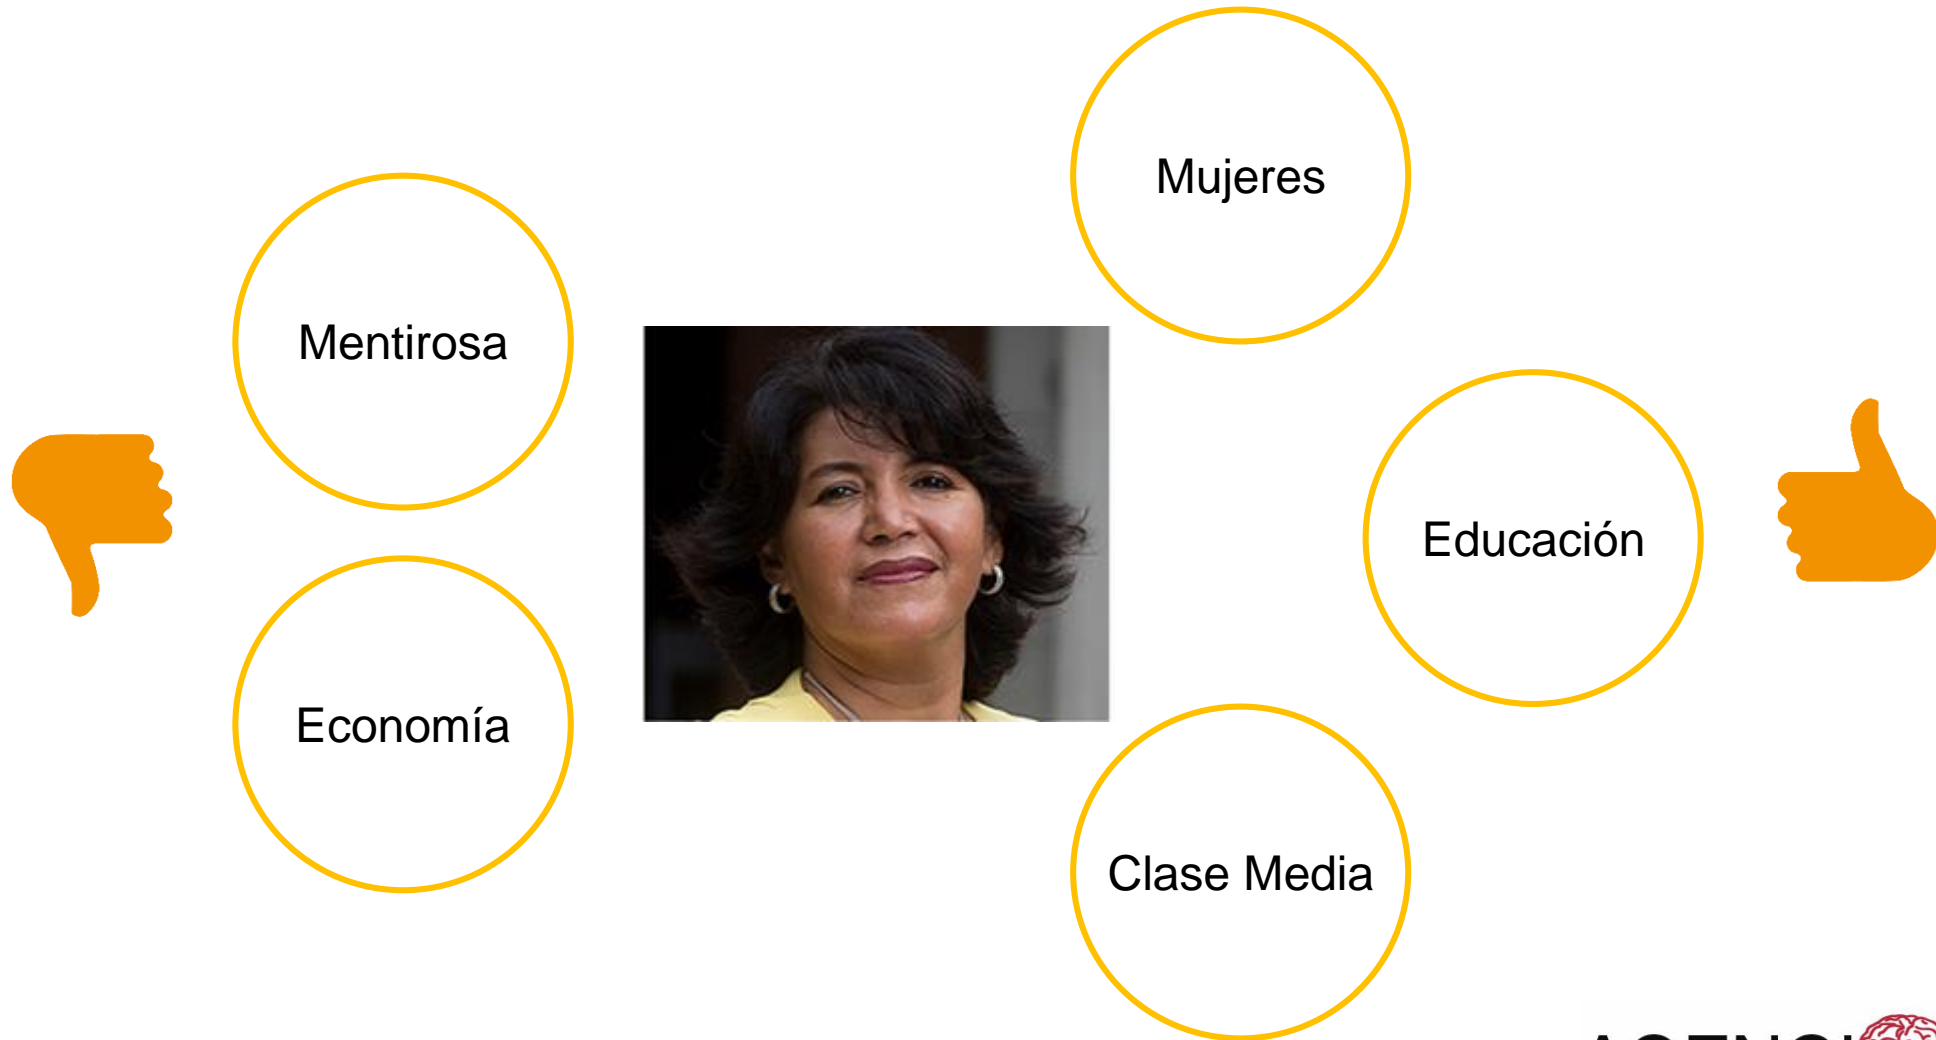 Mujeres
Mentirosa
Educación
Economía
Clase Media